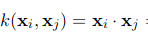 k(𝐱ᵢ, 𝐱ⱼ) = 𝐱ᵢ · 𝐱ⱼ =